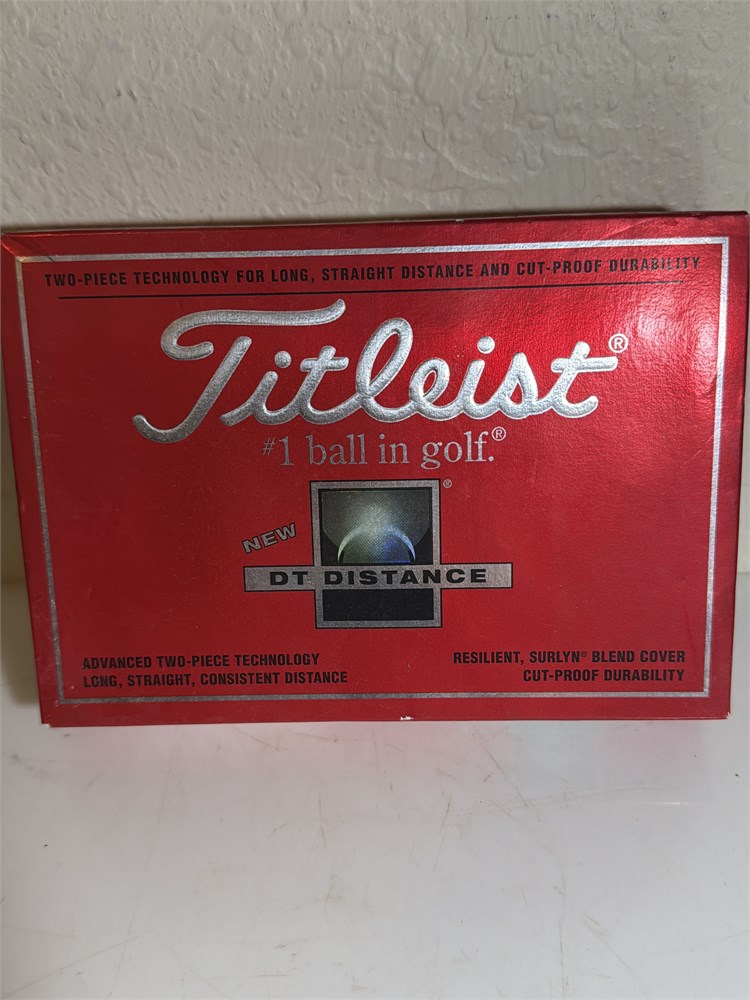 TWO-PIECE TECHNOLOGY FOR LONG, STRAIGHT DISTANCE AND CUT-PROOF DURABILITY
Titleist®
#1 ball in golf.®
®
NEW
DT DISTANCE
ADVANCED TWO-PIECE TECHNOLOGY
LONG, STRAIGHT, CONSISTENT DISTANCE
RESILIENT, SURLYN® BLEND COVER
CUT-PROOF DURABILITY